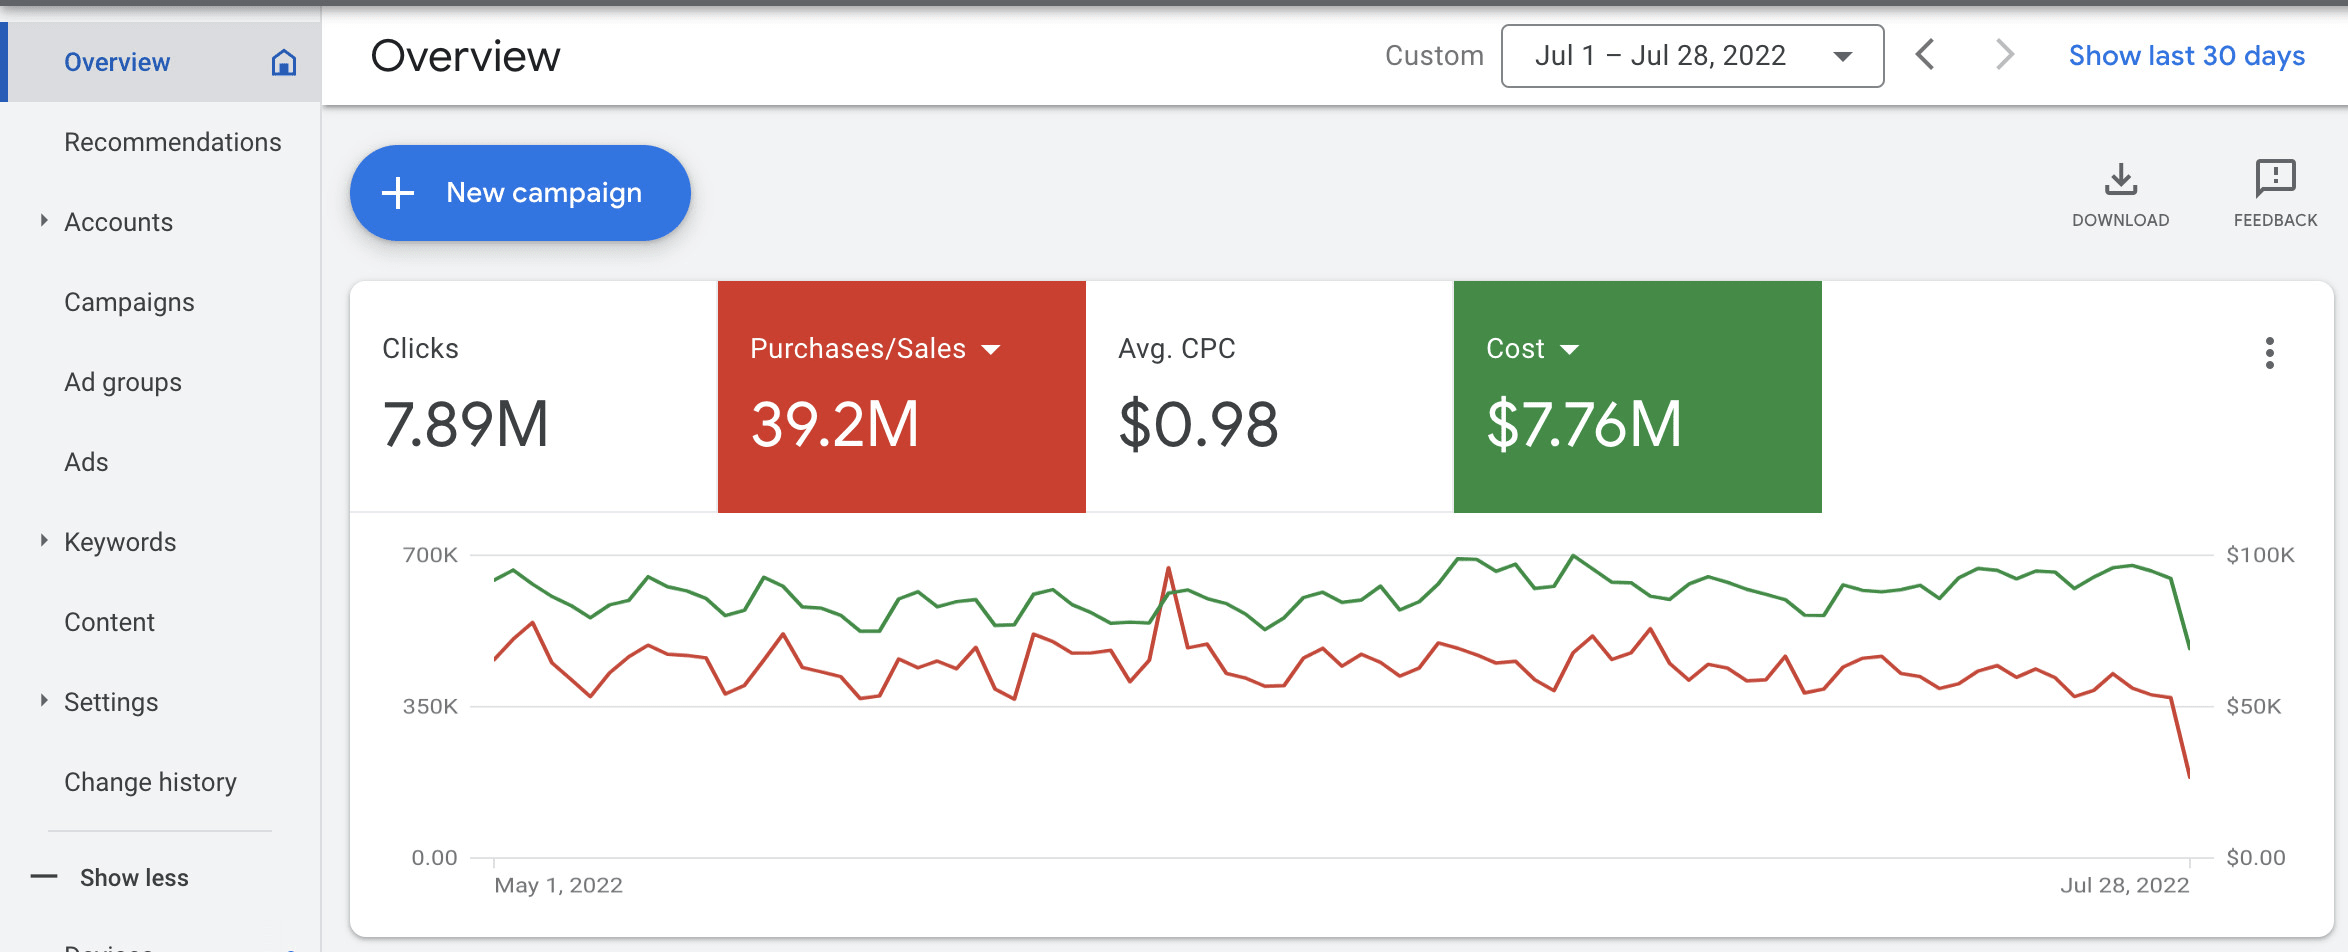 Overview
Recommendations
Accounts
Campaigns
Ad groups
Ads
Keywords
Content
Settings
Change history
Show less
Overview
Custom
Jul 1 – Jul 28, 2022
Show last 30 days
New campaign
DOWNLOAD
FEEDBACK
Clicks
7.89M
Purchases/Sales
39.2M
Avg. CPC
$0.98
Cost
$7.76M
700K
$100K
350K
$50K
0.00
$0.00
May 1, 2022
Jul 28, 2022